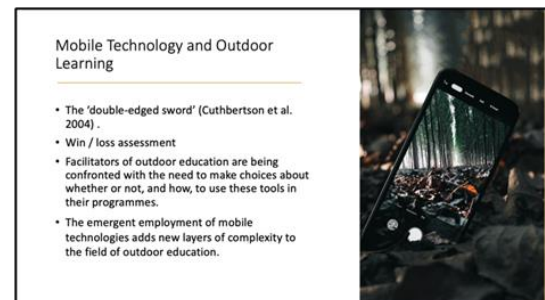 Mobile Technology and Outdoor
Learning
• The ‘double-edged sword’ (Cuthbertson et al.
2004) .
• Win / loss assessment
• Facilitators of outdoor education are being
confronted with the need to make choices about
whether or not, and how, to use these tools in
their programmes.
• The emergent employment of mobile
technologies adds new layers of complexity to
the field of outdoor education.